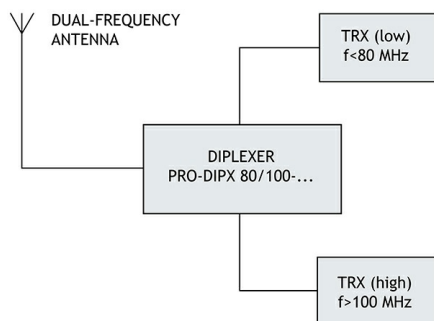 DUAL-FREQUENCY
ANTENNA
TRX (low)
f<80 MHz
DIPLEXER
PRO-DIPX 80/100-...
TRX (high)
f>100 MHz